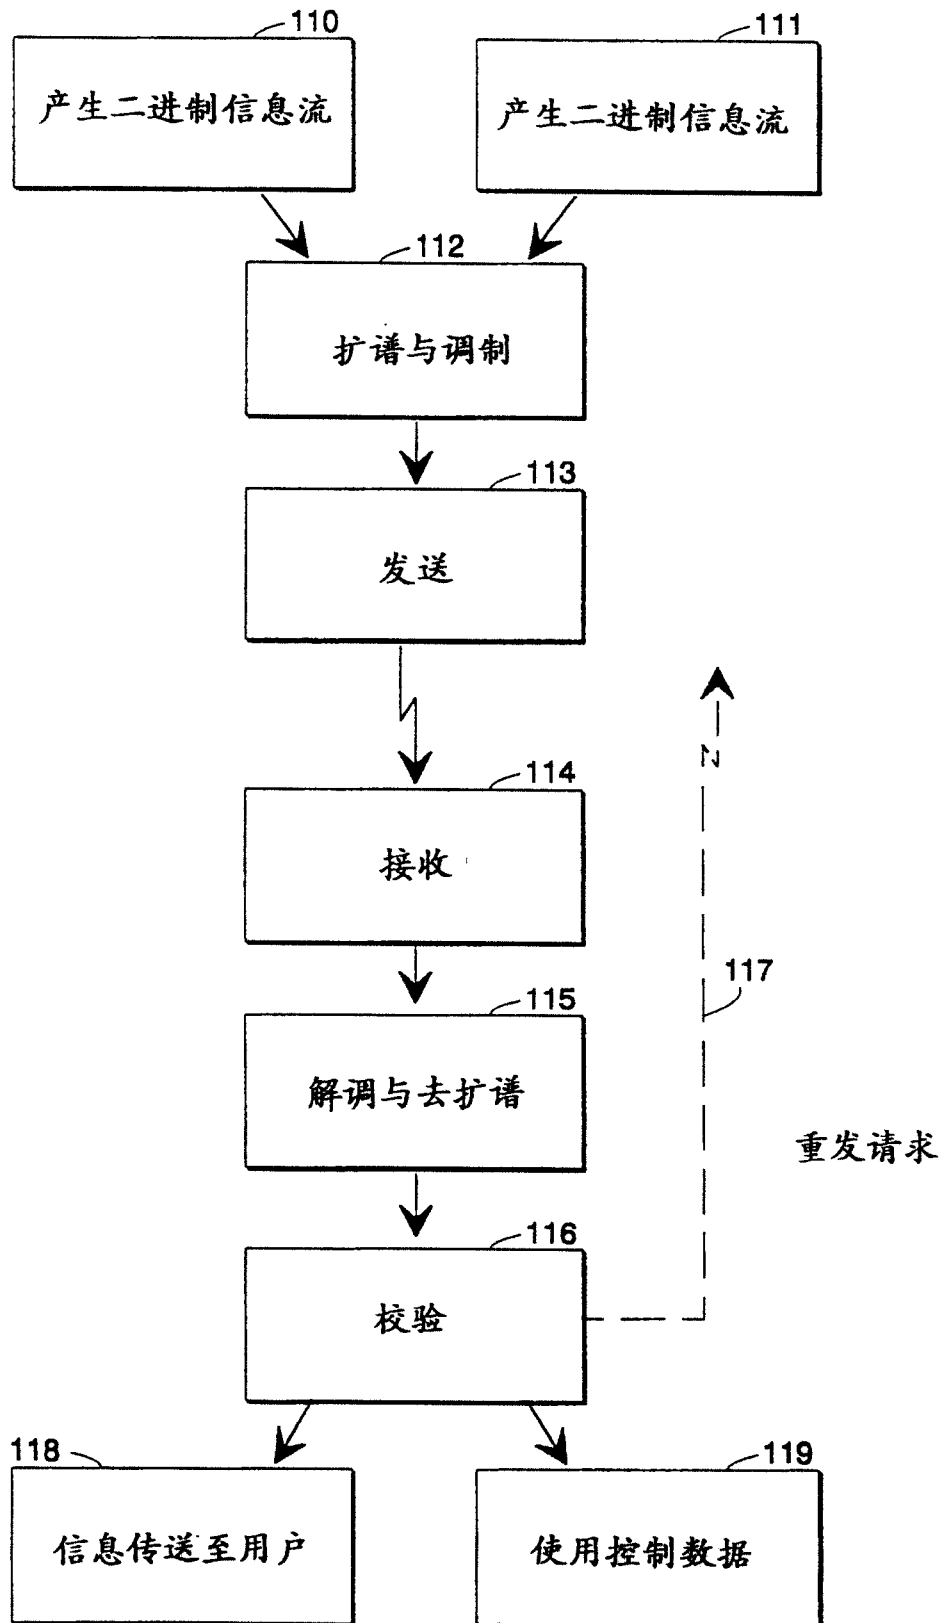 110
111
产生二进制信息流
产生二进制信息流
112
扩谱与调制
113
发送
114
接收
117
115
解调与去扩谱
重发请求
116
校验
118
119
信息传送至用户
使用控制数据